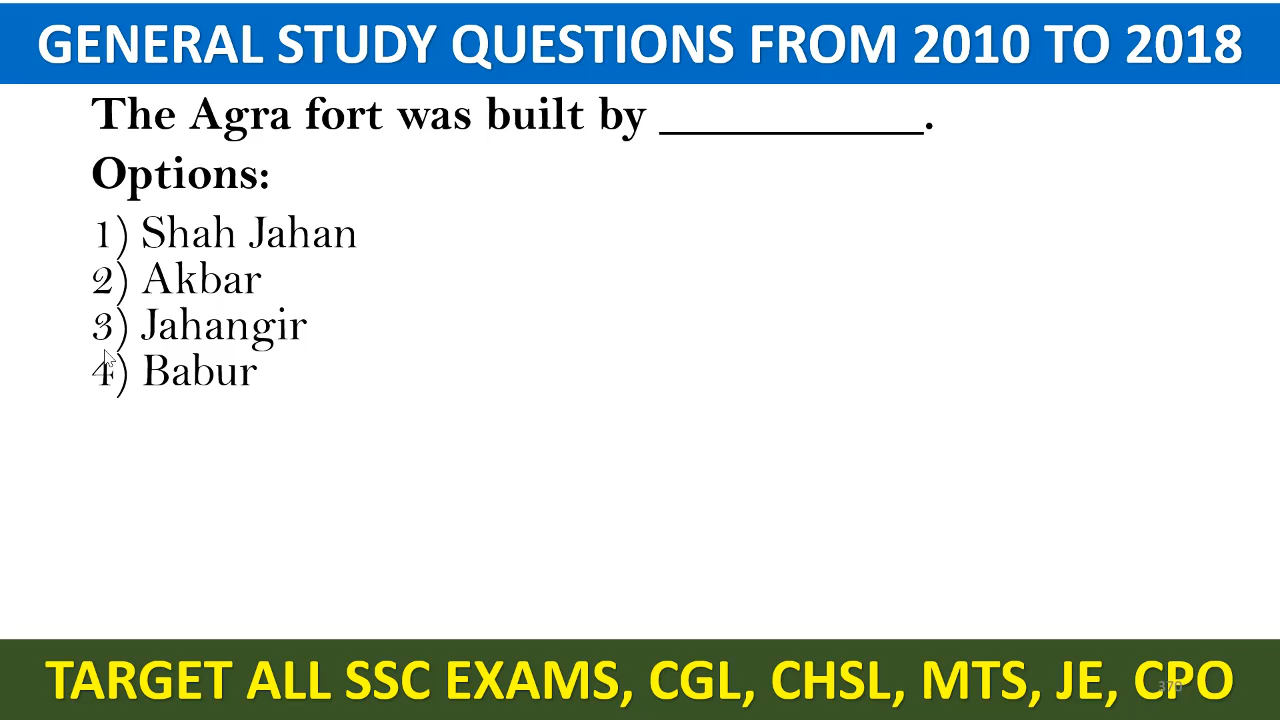 GENERAL STUDY QUESTIONS FROM 2010 TO 2018
The Agra fort was built by ___________.
Options:
1) Shah Jahan
2) Akbar
3) Jahangir
4) Babur
TARGET ALL SSC EXAMS, CGL, CHSL, MTS, JE, CPO
370